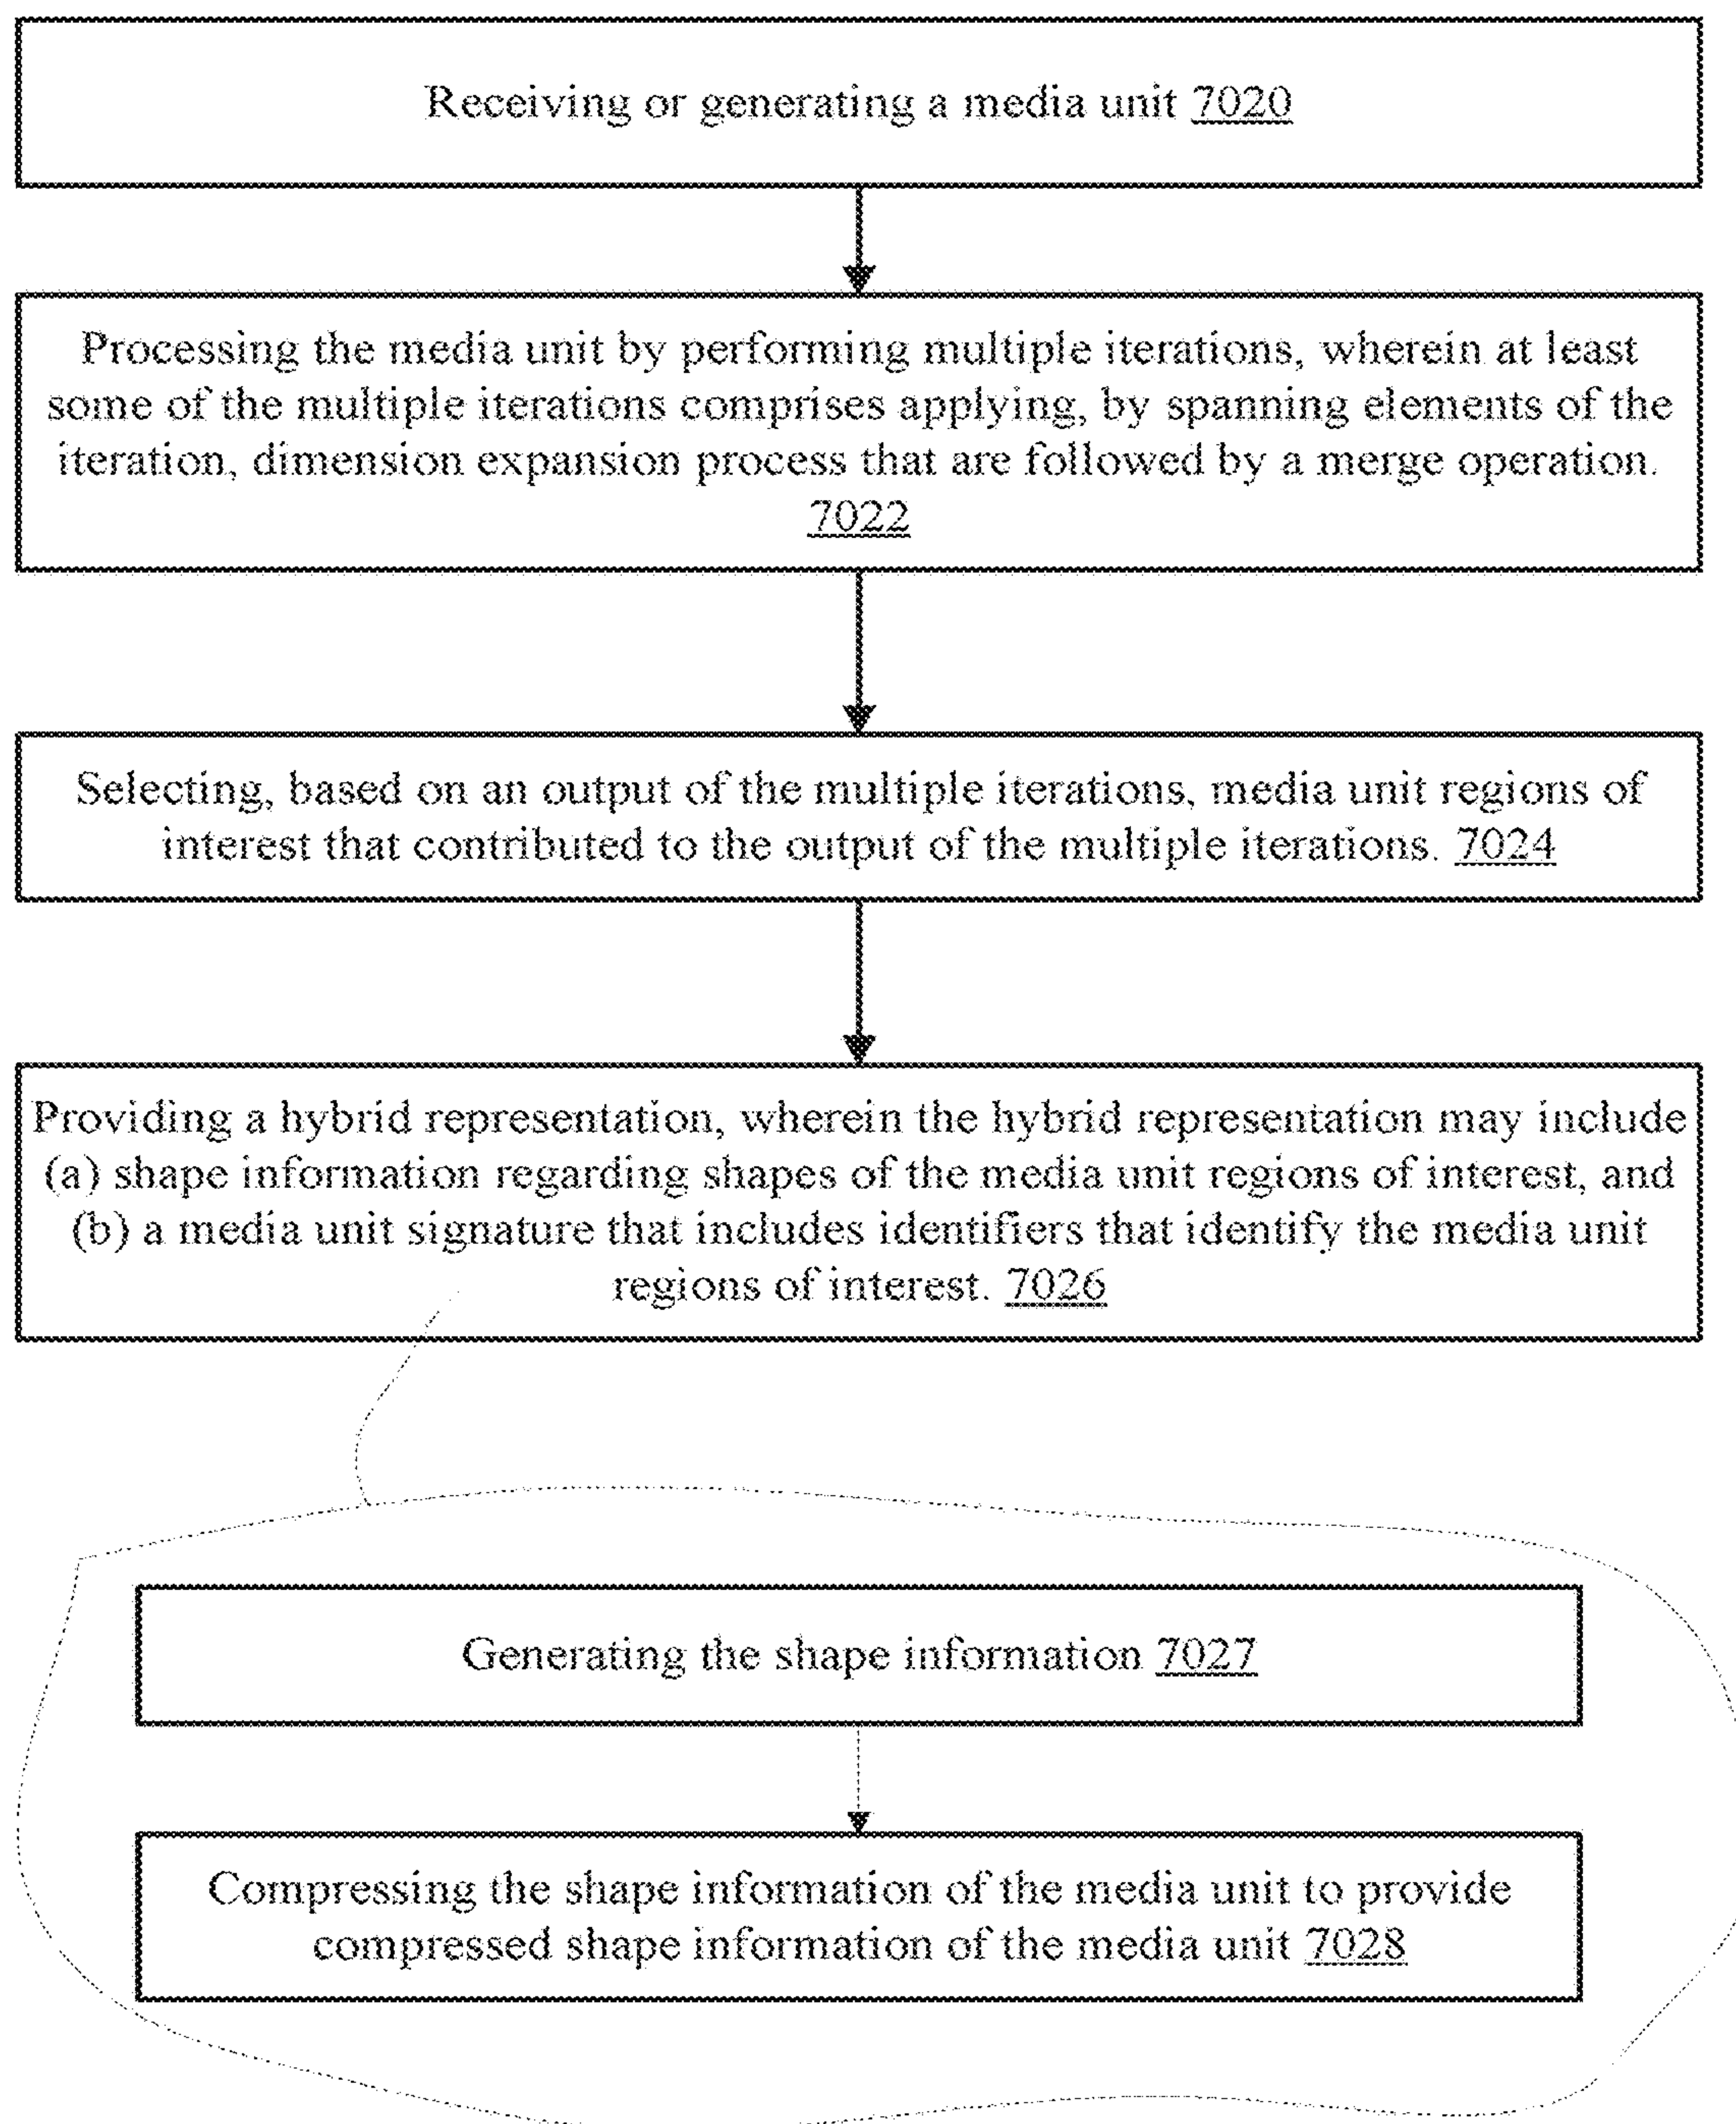 Receiving or generating a media unit 7020
Processing the media unit by performing multiple iterations, wherein at least
some of the multiple iterations comprises applying, by spanning elements of the
iteration, dimension expansion process that are followed by a merge operation.
7022
Selecting, based on an output of the multiple iterations, media unit regions of
interest that contributed to the output of the multiple iterations. 7024
Providing a hybrid representation, wherein the hybrid representation may include
(a) shape information regarding shapes of the media unit regions of interest, and
(b) a media unit signature that includes identifiers that identify the media unit
regions of interest. 7026
Generating the shape information 7027
Compressing the shape information of the media unit to provide
compressed shape information of the media unit 7028